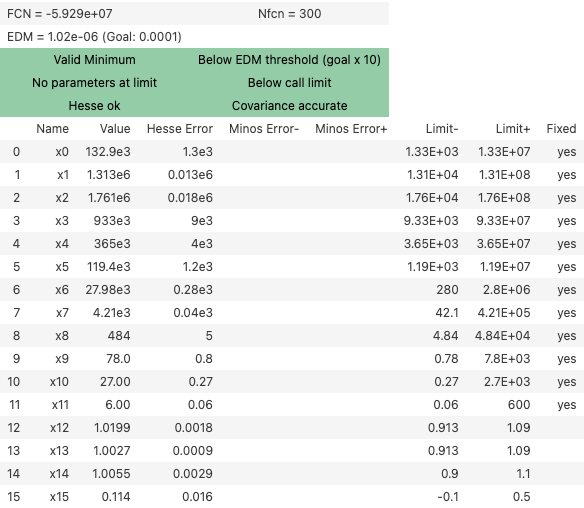 FCN = -5.929e+07 Nfcn = 300
EDM = 1.02e-06 (Goal: 0.0001)
Valid Minimum Below EDM threshold (goal x 10)
No parameters at limit Below call limit
Hesse ok Covariance accurate
Name Value Hesse Error Minos Error- Minos Error+ Limit- Limit+ Fixed
0 x0 132.9e3 1.3e3 1.33E+03 1.33E+07 yes
1 x1 1.313e6 0.013e6 1.31E+04 1.31E+08 yes
2 x2 1.761e6 0.018e6 1.76E+04 1.76E+08 yes
3 x3 933e3 9e3 9.33E+03 9.33E+07 yes
4 x4 365e3 4e3 3.65E+03 3.65E+07 yes
5 x5 119.4e3 1.2e3 1.19E+03 1.19E+07 yes
6 x6 27.98e3 0.28e3 280 2.8E+06 yes
7 x7 4.21e3 0.04e3 42.1 4.21E+05 yes
8 x8 484 5 4.84 4.84E+04 yes
9 x9 78.0 0.8 0.78 7.8E+03 yes
10 x10 27.00 0.27 0.27 2.7E+03 yes
11 x11 6.00 0.06 0.06 600 yes
12 x12 1.0199 0.0018 0.913 1.09
13 x13 1.0027 0.0009 0.913 1.09
14 x14 1.0055 0.0029 0.9 1.1
15 x15 0.114 0.016 -0.1 0.5